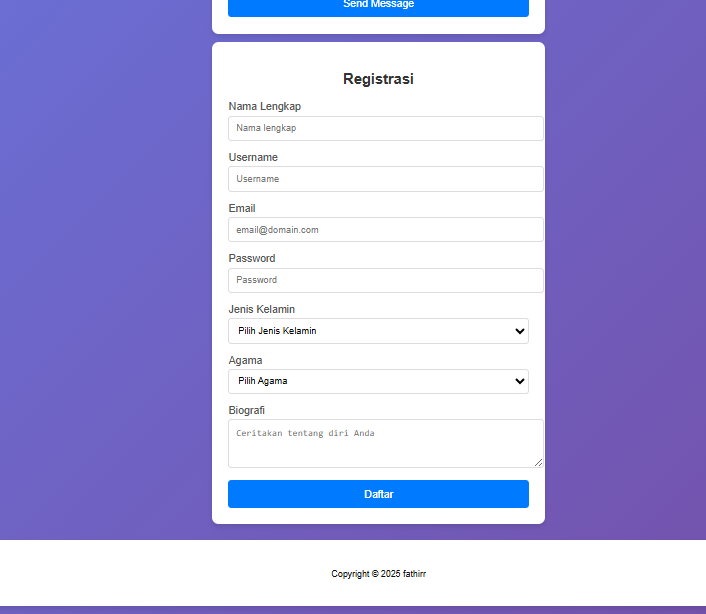 Send Message
Registrasi
Nama Lengkap
Nama lengkap
Username
Username
Email
email@domain.com
Password
Password
Jenis Kelamin
Pilih Jenis Kelamin
Agama
Pilih Agama
Biografi
Ceritakan tentang diri Anda
Daftar
Copyright © 2025 fathirr